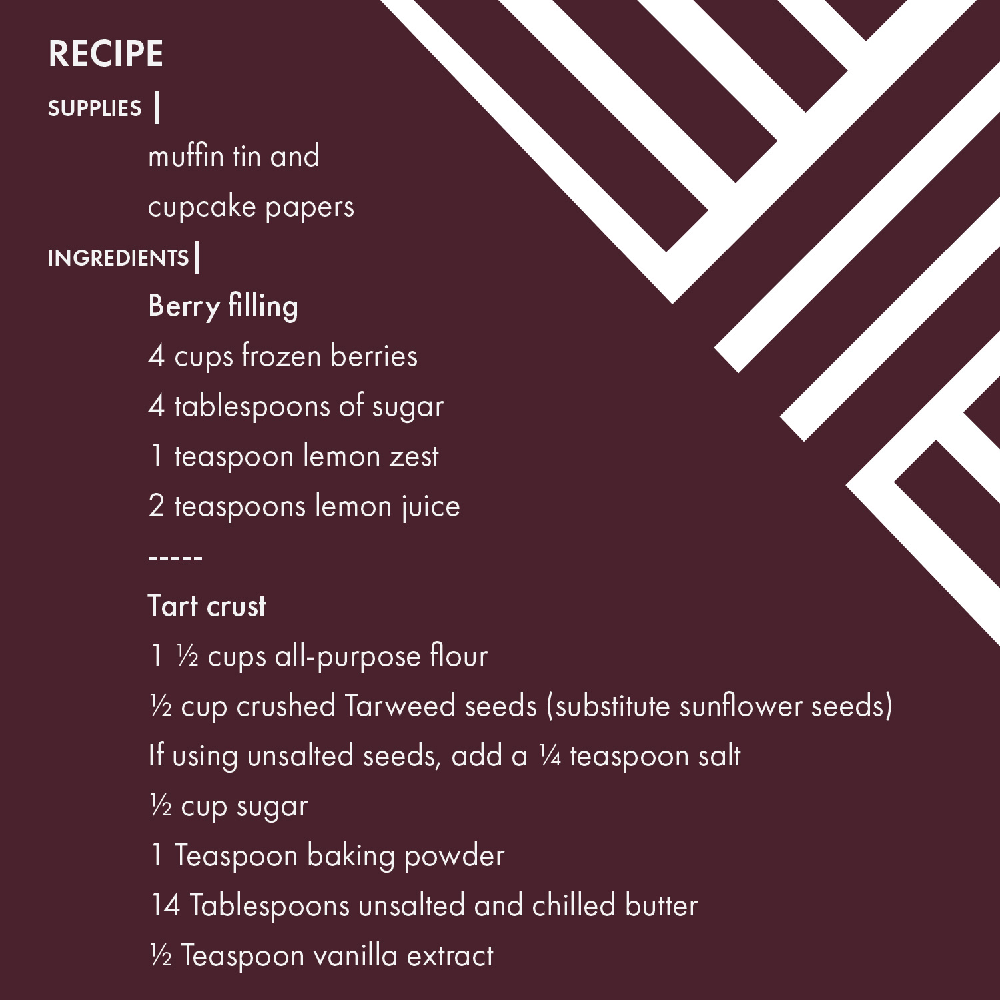 RECIPE
SUPPLIES |
muffin tin and
cupcake papers
INGREDIENTS |
Berry filling
4 cups frozen berries
4 tablespoons of sugar
1 teaspoon lemon zest
2 teaspoons lemon juice
-----
Tart crust
1 ½ cups all-purpose flour
½ cup crushed Tarweed seeds (substitute sunflower seeds)
If using unsalted seeds, add a ¼ teaspoon salt
½ cup sugar
1 Teaspoon baking powder
14 Tablespoons unsalted and chilled butter
½ Teaspoon vanilla extract